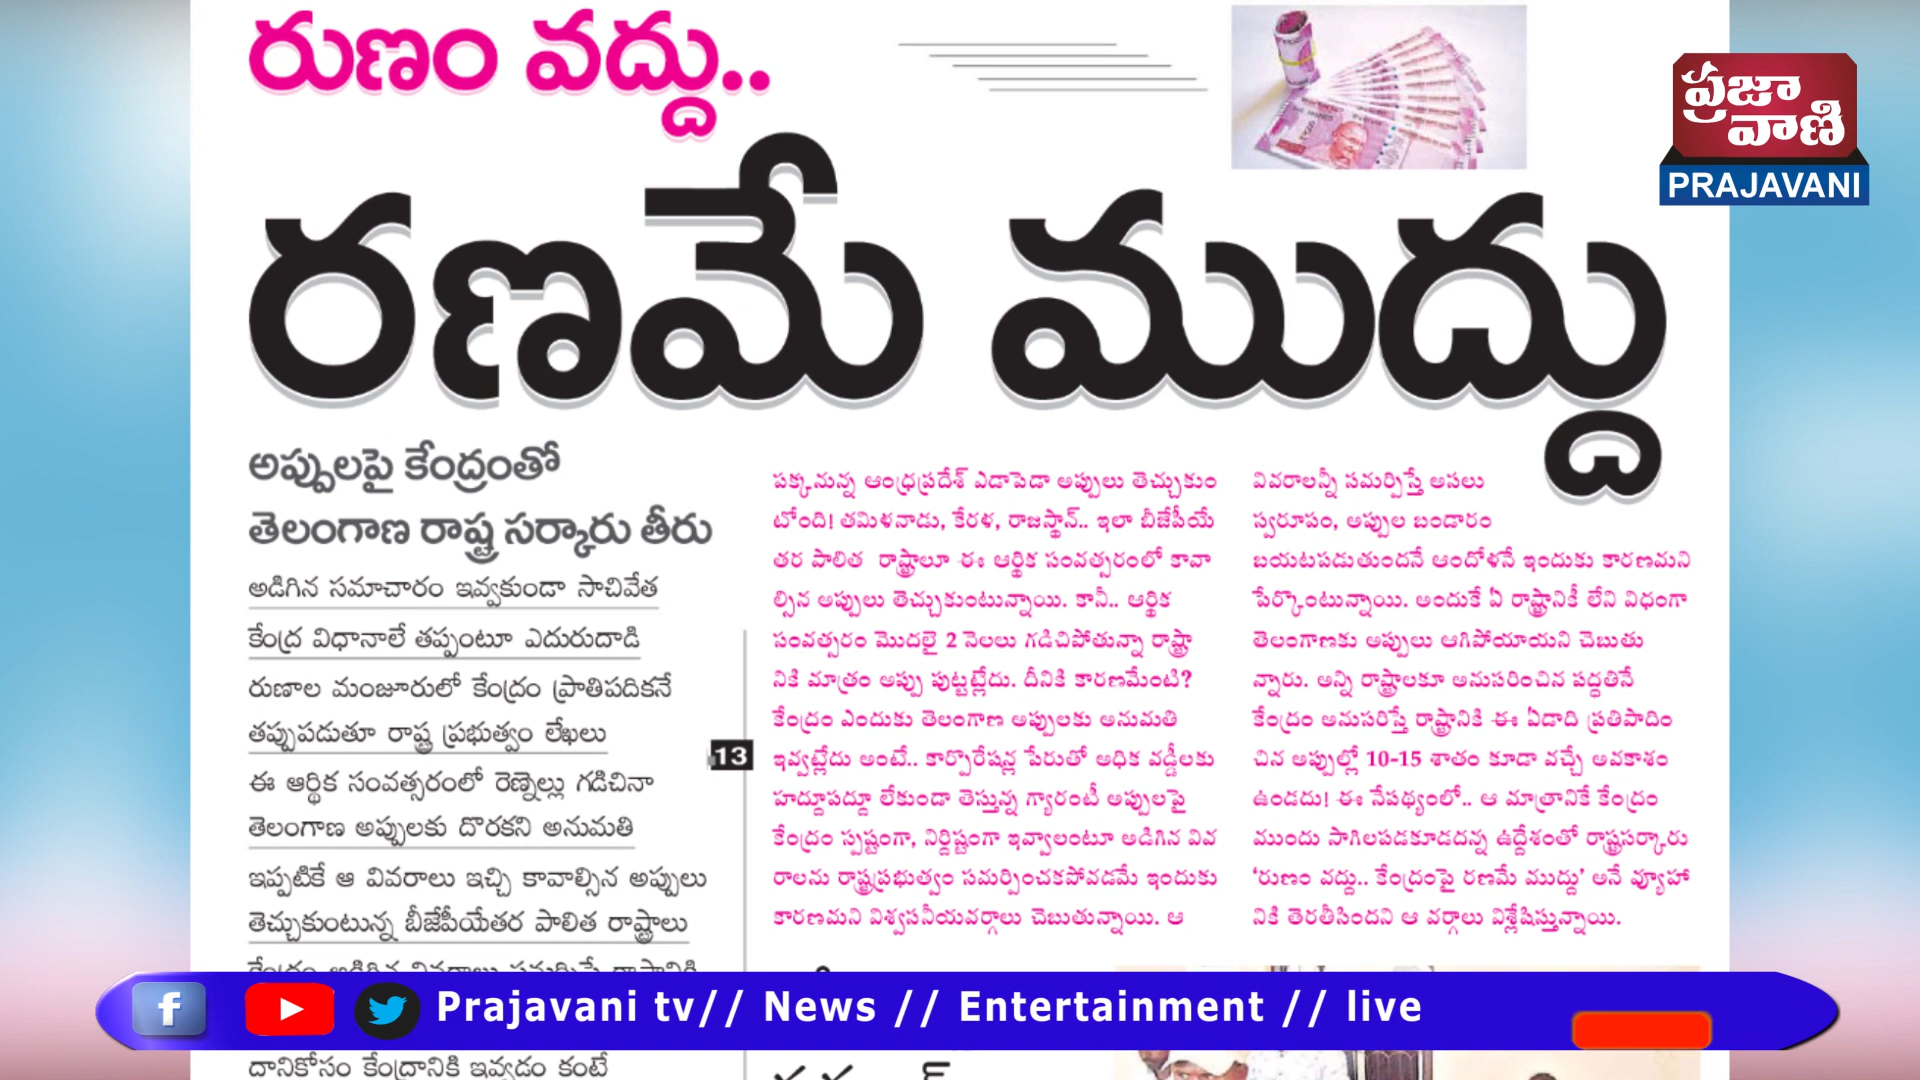 రుణం వద్దు..
రణమే ముద్దు
ప్రజా
వాణి
PRAJAVANI
అప్పులపై కేంద్రంతో
తెలంగాణ రాష్ట్ర సర్కారు తీరు
అడిగిన సమాచారం ఇవ్వకుండా సాచివేత
కేంద్ర విధానాలే తప్పంటూ ఎదురుదాడి
రుణాల మంజూరులో కేంద్రం ప్రాతిపదికనే
తప్పుపడుతూ రాష్ట్ర ప్రభుత్వం లేఖలు
ఈ ఆర్థిక సంవత్సరంలో రెణ్నెల్లు గడిచినా
తెలంగాణ అప్పులకు దొరకని అనుమతి
ఇప్పటికే ఆ వివరాలు ఇచ్చి కావాల్సిన అప్పులు
తెచ్చుకుంటున్న బీజేపీయేతర పాలిత రాష్ట్రాలు
దానికోసం కేంద్రానికి ఇవ్వడం కంటే
13
పక్కనున్న ఆంధ్రప్రదేశ్ ఎడాపెడా అప్పులు తెచ్చుకుం
టోంది! తమిళనాడు, కేరళ, రాజస్థాన్.. ఇలా బీజేపీయే
తర పాలిత రాష్ట్రాలూ ఈ ఆర్థిక సంవత్సరంలో కావా
ల్సిన అప్పులు తెచ్చుకుంటున్నాయి. కానీ.. ఆర్థిక
సంవత్సరం మొదలై 2 నెలలు గడిచిపోతున్నా రాష్ట్రా
నికి మాత్రం అప్పు పుట్టట్లేదు. దీనికి కారణమేంటి?
కేంద్రం ఎందుకు తెలంగాణ అప్పులకు అనుమతి
ఇవ్వట్లేదు అంటే.. కార్పొరేషన్ల పేరుతో అధిక వడ్డీలకు
హద్దూపద్దూ లేకుండా తెస్తున్న గ్యారంటీ అప్పులపై
కేంద్రం స్పష్టంగా, నిర్దిష్టంగా ఇవ్వాలంటూ అడిగిన వివ
రాలను రాష్ట్రప్రభుత్వం సమర్పించకపోవడమే ఇందుకు
కారణమని విశ్వసనీయవర్గాలు చెబుతున్నాయి. ఆ
వివరాలన్నీ సమర్పిస్తే అసలు
స్వరూపం, అప్పుల బండారం
బయటపడుతుందనే ఆందోళనే ఇందుకు కారణమని
పేర్కొంటున్నాయి. అందుకే ఏ రాష్ట్రానికీ లేని విధంగా
తెలంగాణకు అప్పులు ఆగిపోయాయని చెబుతు
న్నారు. అన్ని రాష్ట్రాలకూ అనుసరించిన పద్ధతినే
కేంద్రం అనుసరిస్తే రాష్ట్రానికి ఈ ఏడాది ప్రతిపాదిం
చిన అప్పుల్లో 10-15 శాతం కూడా వచ్చే అవకాశం
ఉండదు! ఈ నేపథ్యంలో.. ఆ మాత్రానికే కేంద్రం
ముందు సాగిలపడకూడదన్న ఉద్దేశంతో రాష్ట్రసర్కారు
‘రుణం వద్దు.. కేంద్రంపై రణమే ముద్దు’ అనే వ్యూహా
నికి తెరతీసిందని ఆ వర్గాలు విశ్లేషిస్తున్నాయి.
Prajavani tv// News // Entertainment // live